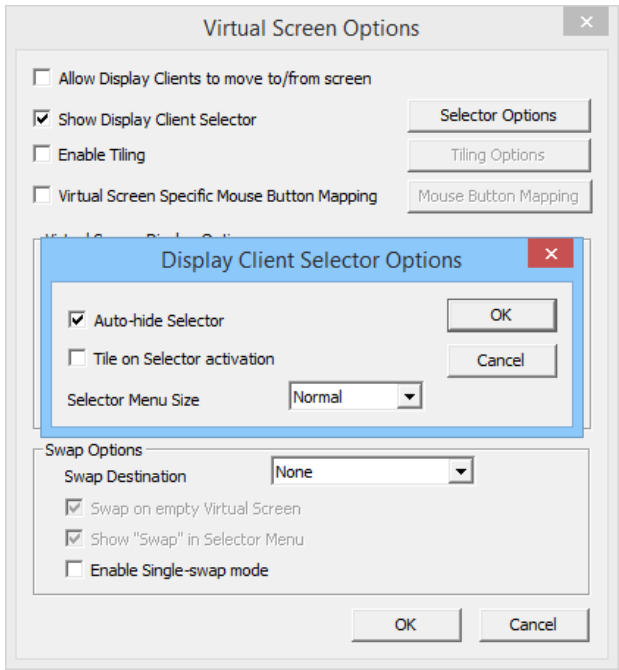 Virtual Screen Options
Allow Display Clients to move to/from screen
Show Display Client Selector
Selector Options
Enable Tiling
Tiling Options
Virtual Screen Specific Mouse Button Mapping
Mouse Button Mapping
Display Client Selector Options
Auto-hide Selector
OK
Tile on Selector activation
Cancel
Selector Menu Size
Normal
Swap Options
Swap Destination
None
Swap on empty Virtual Screen
Show "Swap" in Selector Menu
Enable Single-swap mode
OK
Cancel